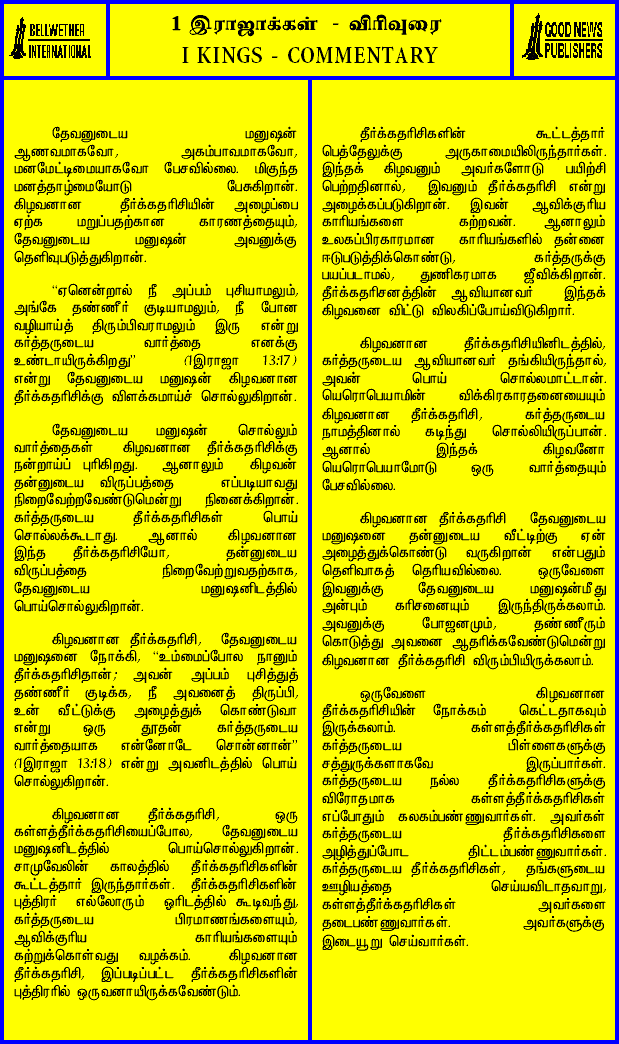 BELLWETHER
INTERNATIONAL
1 இராஜாக்கள் - விரிவுரை
I KINGS - COMMENTARY
GOOD NEWS
PUBLISHERS
தேவனுடைய மனுஷன்
ஆணவமாகவோ, அகம்பாவமாகவோ,
மனமேட்டிமையாகவோ பேசவில்லை. மிகுந்த
மனத்தாழ்மையோடு பேசுகிறான்.
கிழவனான தீர்க்கதரிசியின் அழைப்பை
ஏற்க மறுப்பதற்கான காரணத்தையும்,
தேவனுடைய மனுஷன் அவனுக்கு
தெளிவுபடுத்துகிறான்.
“ஏனென்றால் நீ அப்பம் புசியாமலும்,
அங்கே தண்ணீர் குடியாமலும், நீ போன
வழியாய்த் திரும்பிவராமலும் இரு என்று
கர்த்தருடைய வார்த்தை எனக்கு
உண்டாயிருக்கிறது” (1இராஜா 13:17)
என்று தேவனுடைய மனுஷன் கிழவனான
தீர்க்கதரிசிக்கு விளக்கமாய்ச் சொல்லுகிறான்.
தேவனுடைய மனுஷன் சொல்லும்
வார்த்தைகள் கிழவனான தீர்க்கதரிசிக்கு
நன்றாய்ப் புரிகிறது. ஆனாலும் கிழவன்
தன்னுடைய விருப்பத்தை எப்படியாவது
நிறைவேற்றவேண்டுமென்று நினைக்கிறான்.
கர்த்தருடைய தீர்க்கதரிசிகள் பொய்
சொல்லக்கூடாது. ஆனால் கிழவனான
இந்த தீர்க்கதரிசியோ, தன்னுடைய
விருப்பத்தை நிறைவேற்றுவதற்காக,
தேவனுடைய மனுஷனிடத்தில்
பொய்சொல்லுகிறான்.
கிழவனான தீர்க்கதரிசி, தேவனுடைய
மனுஷனை நோக்கி, “உம்மைப்போல நானும்
தீர்க்கதரிசிதான்; அவன் அப்பம் புசித்துத்
தண்ணீர் குடிக்க, நீ அவனைத் திருப்பி,
உன் வீட்டுக்கு அழைத்துக் கொண்டுவா
என்று ஒரு தூதன் கர்த்தருடைய
வார்த்தையாக என்னோடே சொன்னான்”
(1இராஜா 13:18) என்று அவனிடத்தில் பொய்
சொல்லுகிறான்.
கிழவனான தீர்க்கதரிசி, ஒரு
கள்ளத்தீர்க்கதரிசியைப்போல, தேவனுடைய
மனுஷனிடத்தில் பொய்சொல்லுகிறான்.
சாமுவேலின் காலத்தில் தீர்க்கதரிசிகளின்
கூட்டத்தார் இருந்தார்கள். தீர்க்கதரிசிகளின்
புத்திரர் எல்லோரும் ஓரிடத்தில் கூடிவந்து,
கர்த்தருடைய பிரமாணங்களையும்,
ஆவிக்குரிய காரியங்களையும்
கற்றுக்கொள்வது வழக்கம். கிழவனான
தீர்க்கதரிசி, இப்படிப்பட்ட தீர்க்கதரிசிகளின்
புத்திரரில் ஒருவனாயிருக்கவேண்டும்.
தீர்க்கதரிசிகளின் கூட்டத்தார்
பெத்தேலுக்கு அருகாமையிலிருந்தார்கள்.
இந்தக் கிழவனும் அவர்களோடு பயிற்சி
பெற்றதினால், இவனும் தீர்க்கதரிசி என்று
அழைக்கப்படுகிறான். இவன் ஆவிக்குரிய
காரியங்களை கற்றவன். ஆனாலும்
உலகப்பிரகாரமான காரியங்களில் தன்னை
ஈடுபடுத்திக்கொண்டு, கர்த்தருக்கு
பயப்படாமல், துணிகரமாக ஜீவிக்கிறான்.
தீர்க்கதரிசனத்தின் ஆவியானவர் இந்தக்
கிழவனை விட்டு விலகிப்போய்விடுகிறார்.
கிழவனான தீர்க்கதரிசியினிடத்தில்,
கர்த்தருடைய ஆவியானவர் தங்கியிருந்தால்,
அவன் பொய் சொல்லமாட்டான்.
யெரொபெயாமின் விக்கிரகாரதனையையும்
கிழவனான தீர்க்கதரிசி, கர்த்தருடைய
நாமத்தினால் கடிந்து சொல்லியிருப்பான்.
ஆனால் இந்தக் கிழவனோ
யெரொபெயாமோடு ஒரு வார்த்தையும்
பேசவில்லை.
கிழவனான தீர்க்கதரிசி தேவனுடைய
மனுஷனை தன்னுடைய வீட்டிற்கு ஏன்
அழைத்துக்கொண்டு வருகிறான் என்பதும்
தெளிவாகத் தெரியவில்லை. ஒருவேளை
இவனுக்கு தேவனுடைய மனுஷன்மீது
அன்பும் கரிசனையும் இருந்திருக்கலாம்.
அவனுக்கு போஜனமும், தண்ணீரும்
கொடுத்து அவனை ஆதரிக்கவேண்டுமென்று
கிழவனான தீர்க்கதரிசி விரும்பியிருக்கலாம்.
ஒருவேளை கிழவனான
தீர்க்கதரிசியின் நோக்கம் கெட்டதாகவும்
இருக்கலாம். கள்ளத்தீர்க்கதரிசிகள்
கர்த்தருடைய பிள்ளைகளுக்கு
சத்துருக்களாகவே இருப்பார்கள்.
கர்த்தருடைய நல்ல தீர்க்கதரிசிகளுக்கு
விரோதமாக கள்ளத்தீர்க்கதரிசிகள்
எப்போதும் கலகம்பண்ணுவார்கள். அவர்கள்
கர்த்தருடைய தீர்க்கதரிசிகளை
அழித்துப்போட திட்டம்பண்ணுவார்கள்.
கர்த்தருடைய தீர்க்கதரிசிகள், தங்களுடைய
ஊழியத்தை செய்யவிடாதவாறு,
கள்ளத்தீர்க்கதரிசிகள் அவர்களை
தடைபண்ணுவார்கள். அவர்களுக்கு
இடையூறு செய்வார்கள்.